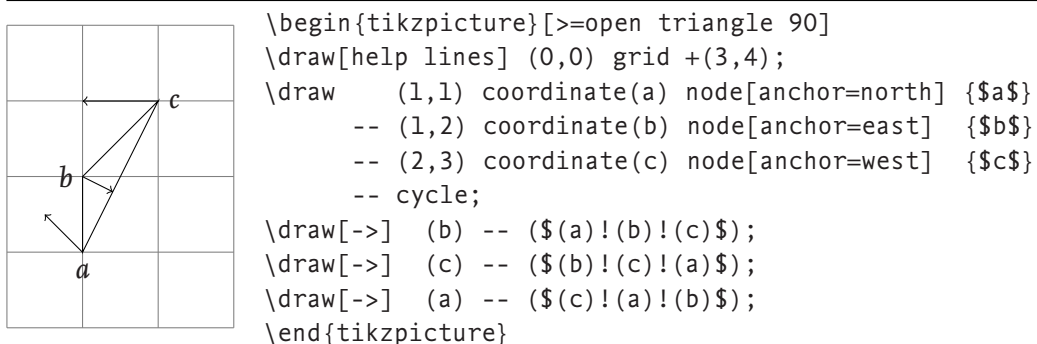 \begin{tikzpicture}[>=open triangle 90]
\draw[help lines] (0,0) grid +(3,4);
\draw    (1,1) coordinate(a) node[anchor=north] {$a$}
      -- (1,2) coordinate(b) node[anchor=east]  {$b$}
      -- (2,3) coordinate(c) node[anchor=west]  {$c$}
      -- cycle;
\draw[->]  (b) -- ($(a)!(b)!(c)$);
\draw[->]  (c) -- ($(b)!(c)!(a)$);
\draw[->]  (a) -- ($(c)!(a)!(b)$);
\end{tikzpicture}
c
b
a